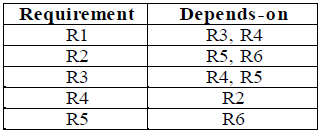 Requirement Depends-on
R1 R3, R4
R2 R5, R6
R3 R4, R5
R4 R2
R5 R6